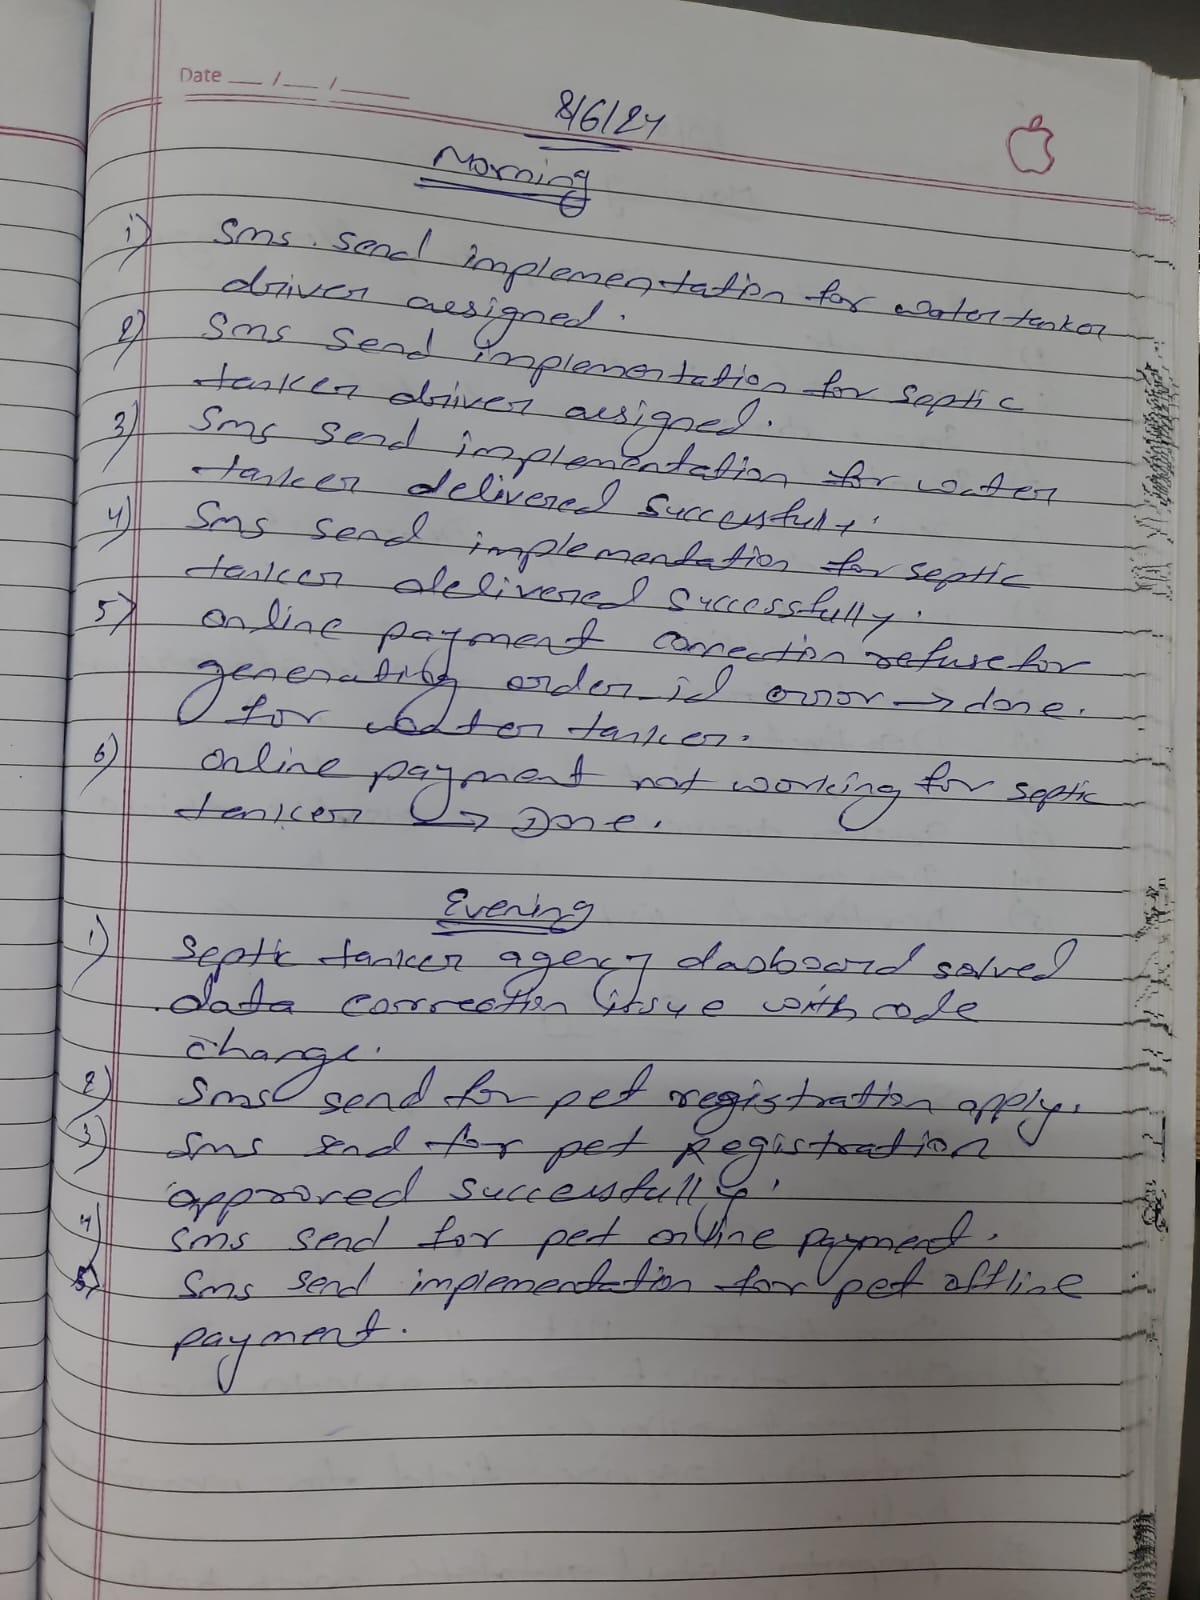 Date __/__/____
8/6/24
Morning
1) Sms send implementation for water tanker
driver assigned.
2) Sms send implementation for septic
tanker driver assigned.
3) Sms send implementation for water
tanker delivered successfully.
4) Sms send implementation for septic
tanker delivered successfully.
5) online payment connection refuse for
generating order_id error → done.
for water tanker.
6) online payment not working for septic
tanker → Done.
Evening
1) septic tanker agency dasboard solved
data correction issue with code
change.
2) Sms send for pet registration apply.
3) Sms send for pet Registration
approved successfully.
4) sms send for pet online payment.
5) Sms send implementation for pet offline
payment.